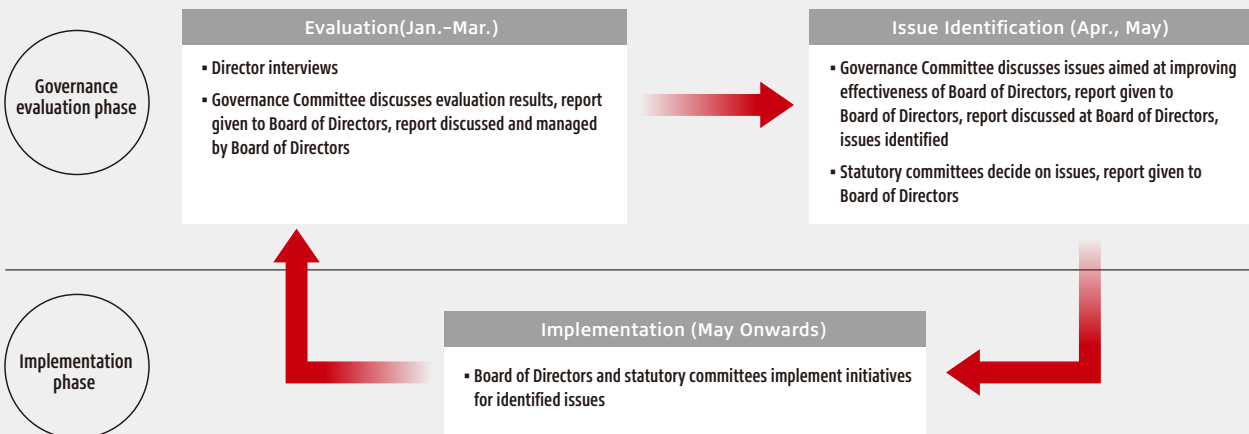 Governance
evaluation phase
Evaluation(Jan.–Mar.)
▪ Director interviews
▪ Governance Committee discusses evaluation results, report
given to Board of Directors, report discussed and managed
by Board of Directors
Issue Identification (Apr., May)
▪ Governance Committee discusses issues aimed at improving
effectiveness of Board of Directors, report given to
Board of Directors, report discussed at Board of Directors,
issues identified
▪ Statutory committees decide on issues, report given to
Board of Directors
Implementation
phase
Implementation (May Onwards)
▪ Board of Directors and statutory committees implement initiatives
for identified issues